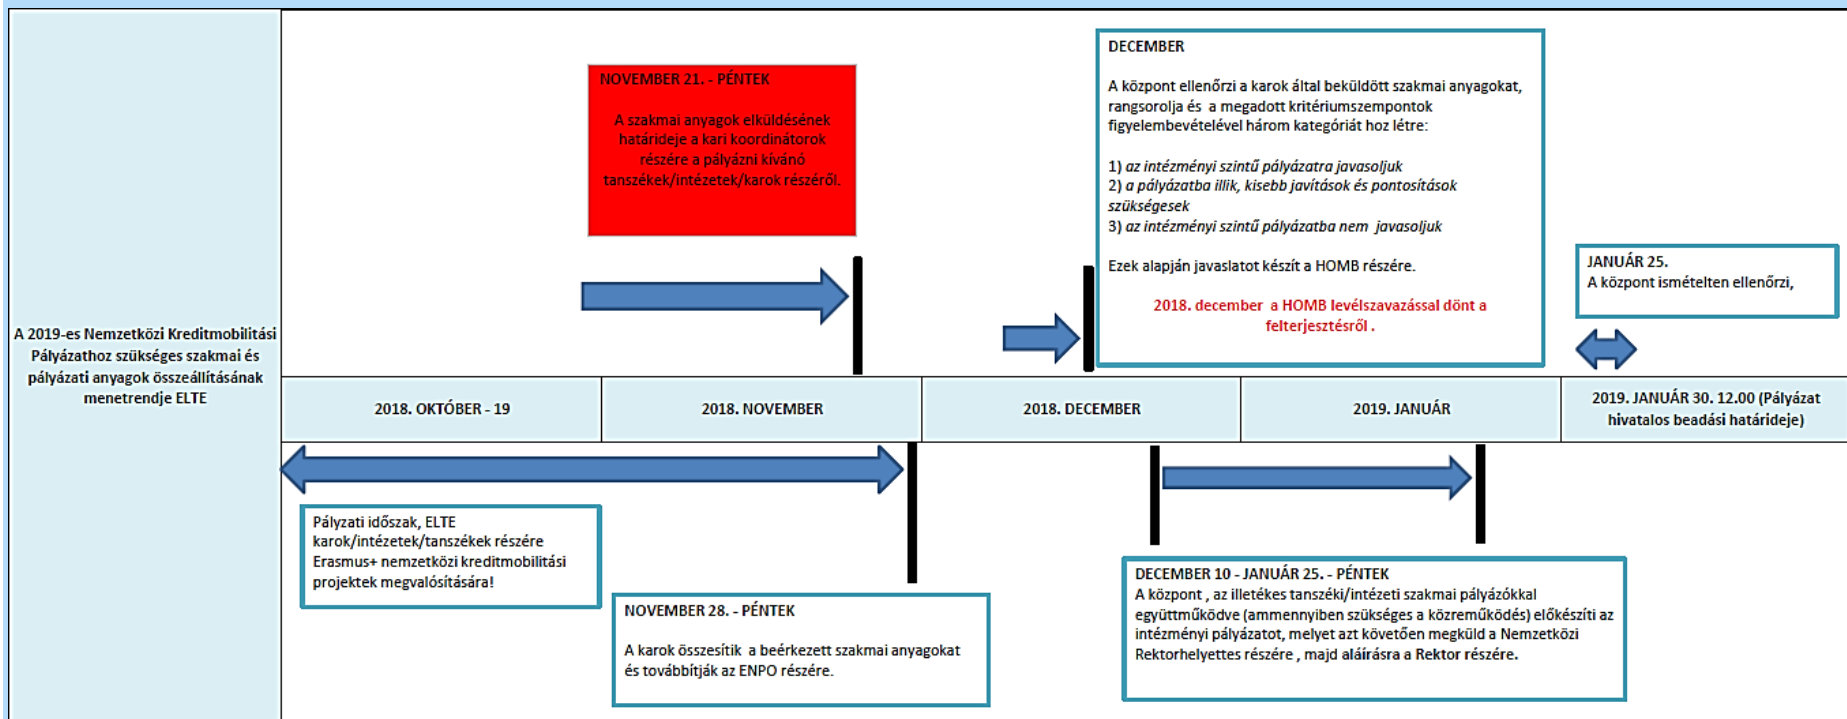 A 2019-es Nemzetközi Kreditmobilitási
Pályázathoz szükséges szakmai és
pályázati anyagok összeállításának
menetrendje ELTE
NOVEMBER 21. - PÉNTEK
A szakmai anyagok elküldésének
határideje a kari koordinátorok
részére a pályázni kívánó
tanszékek/intézetek/karok részéről.
DECEMBER
A központ ellenőrzi a karok által beküldött szakmai anyagokat,
rangsorolja és  a megadott kritériumszempontok
figyelembevételével három kategóriát hoz létre:
1) az intézményi szintű pályázatra javasoljuk
2) a pályázatba illik, kisebb javítások és pontosítások
szükségesek
3) az intézményi szintű pályázatba nem  javasoljuk
Ezek alapján javaslatot készít a HOMB részére.
2018. december  a HOMB levélszavazással dönt a
felterjesztésről .
JANUÁR 25.
A központ ismételten ellenőrzi,
2018. OKTÓBER - 19
2018. NOVEMBER
2018. DECEMBER
2019. JANUÁR
2019. JANUÁR 30. 12.00 (Pályázat
hivatalos beadási határideje)
Pályzati időszak, ELTE
karok/intézetek/tanszékek részére
Erasmus+ nemzetközi kreditmobilitási
projektek megvalósítására!
NOVEMBER 28. - PÉNTEK
A karok összesítik  a beérkezett szakmai anyagokat
és továbbítják az ENPO részére.
DECEMBER 10 - JANUÁR 25. - PÉNTEK
A központ , az illetékes tanszéki/intézeti szakmai pályázókkal
együttműködve (ammennyiben szükséges a közreműködés) előkészíti az
intézményi pályázatot, melyet azt követően megküld a Nemzetközi
Rektorhelyettes részére , majd aláírásra a Rektor részére.